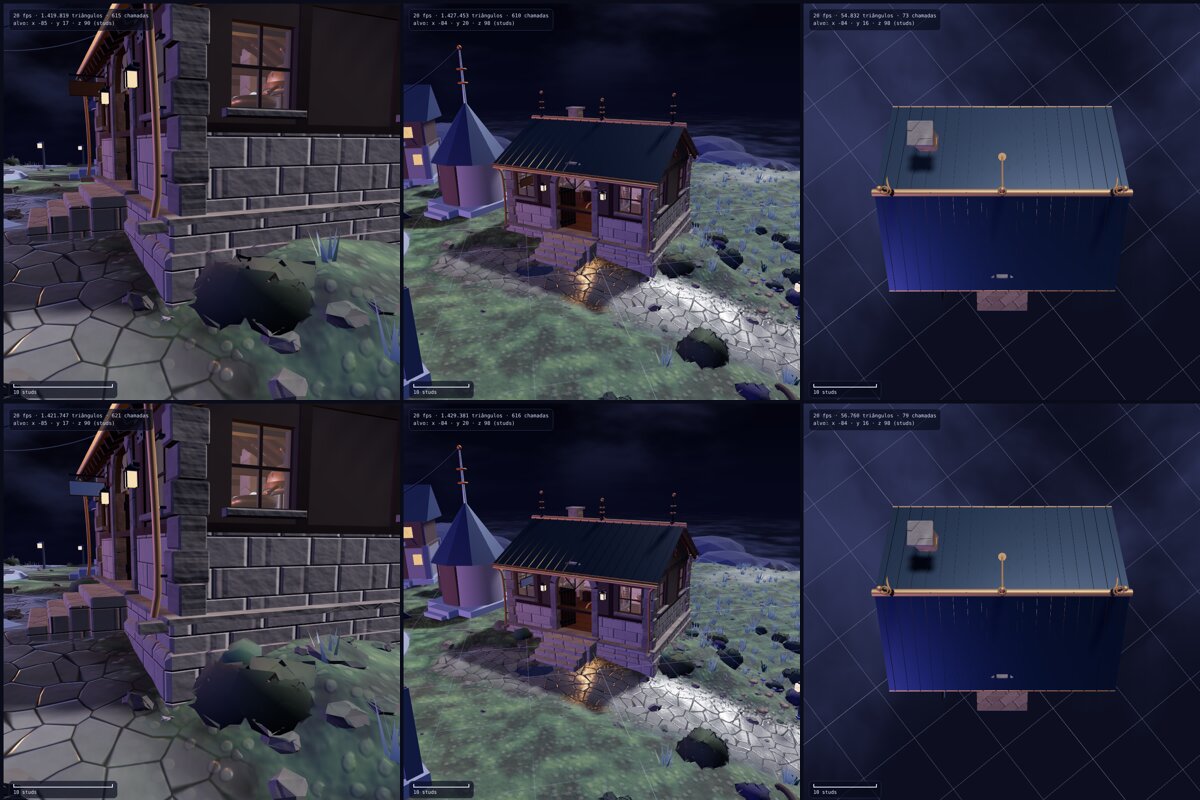 20 fps · 1.419.819 triângulos · 615 chamadas
alvo: x -85 · y 17 · z 90 (studs)
10 studs
20 fps · 1.427.453 triângulos · 610 chamadas
alvo: x -84 · y 20 · z 98 (studs)
10 studs
20 fps · 54.832 triângulos · 73 chamadas
alvo: x -84 · y 16 · z 98 (studs)
10 studs
20 fps · 1.421.747 triângulos · 621 chamadas
alvo: x -85 · y 17 · z 90 (studs)
10 studs
20 fps · 1.429.381 triângulos · 616 chamadas
alvo: x -84 · y 20 · z 98 (studs)
10 studs
20 fps · 56.760 triângulos · 79 chamadas
alvo: x -84 · y 16 · z 98 (studs)
10 studs